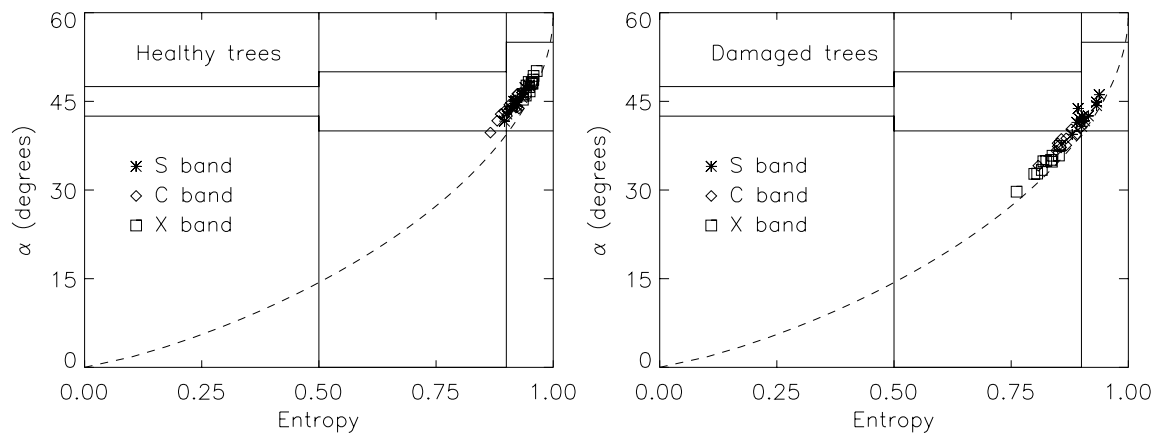 60
45
30
15
0
α (degrees)
Healthy trees
S band
C band
X band
0.00 0.25 0.50 0.75 1.00
Entropy
60
45
30
15
0
α (degrees)
Damaged trees
S band
C band
X band
0.00 0.25 0.50 0.75 1.00
Entropy